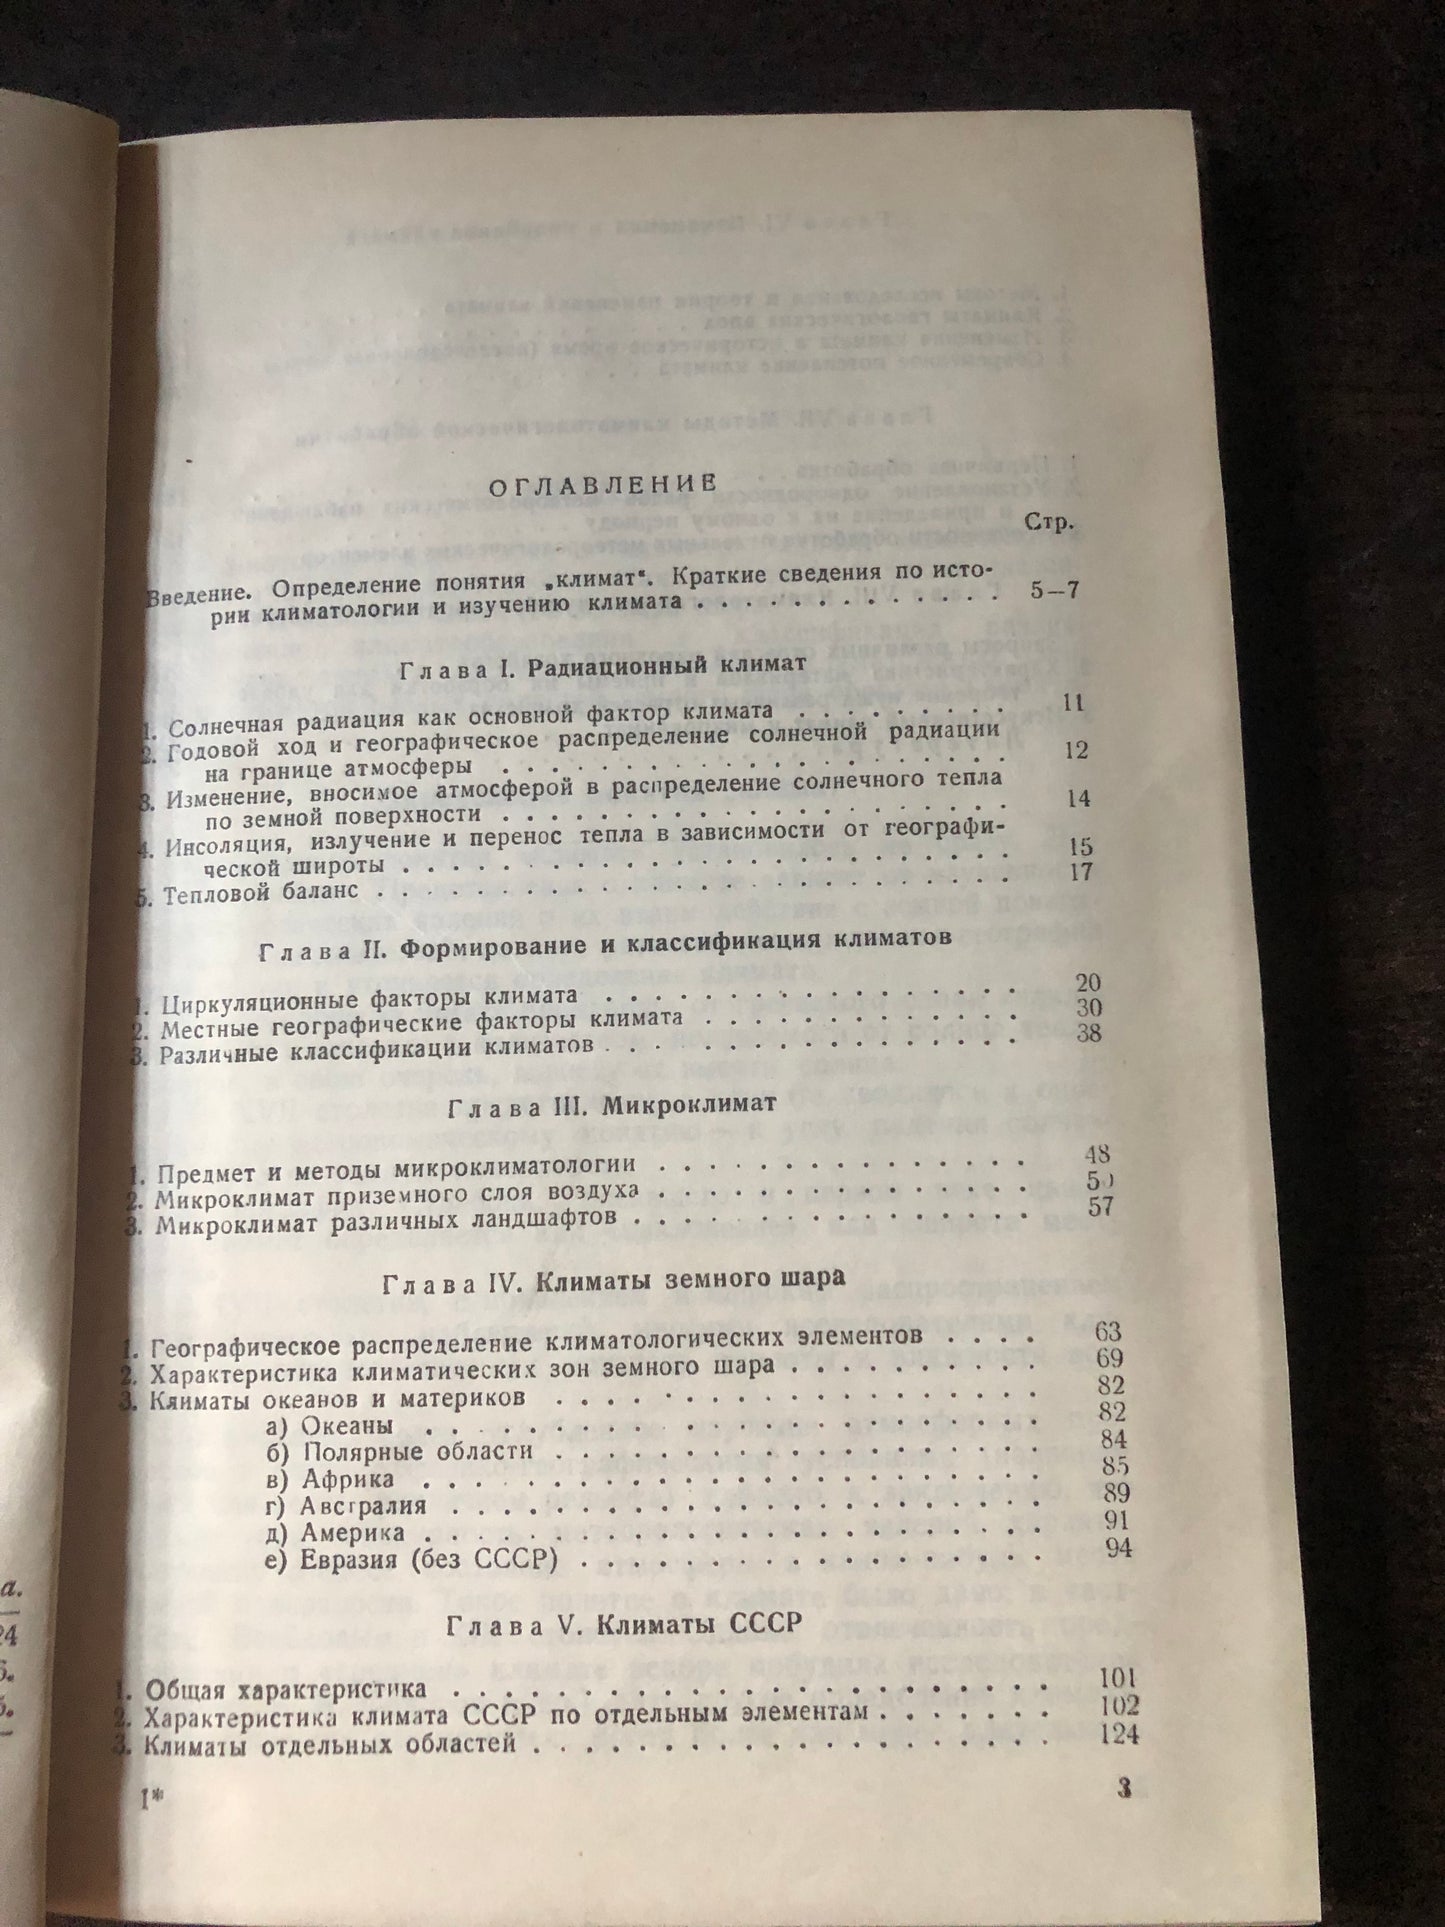 ОГЛАВЛЕНИЕ
Стр.
Введение. Определение понятия „климат“. Краткие сведения по исто-
рии климатологии и изучению климата . . . . . . . . . . . . . 5—7
Глава I. Радиационный климат
1. Солнечная радиация как основной фактор климата . . . . . . . . . 11
2. Годовой ход и географическое распределение солнечной радиации
на границе атмосферы . . . . . . . . . . . . . . . . . . . 12
3. Изменение, вносимое атмосферой в распределение солнечного тепла
по земной поверхности . . . . . . . . . . . . . . . . . . . 14
4. Инсоляция, излучение и перенос тепла в зависимости от географи-
ческой широты . . . . . . . . . . . . . . . . . . . . . . . 15
5. Тепловой баланс . . . . . . . . . . . . . . . . . . . . . . . . 17
Глава II. Формирование и классификация климатов
1. Циркуляционные факторы климата . . . . . . . . . . . . . . . . 20
2. Местные географические факторы климата . . . . . . . . . . . . 30
3. Различные классификации климатов . . . . . . . . . . . . . . . 38
Глава III. Микроклимат
1. Предмет и методы микроклиматологии . . . . . . . . . . . . . . 48
2. Микроклимат приземного слоя воздуха . . . . . . . . . . . . . . 50
3. Микроклимат различных ландшафтов . . . . . . . . . . . . . . . 57
Глава IV. Климаты земного шара
1. Географическое распределение климатологических элементов . . . . 63
2. Характеристика климатических зон земного шара . . . . . . . . . . 69
3. Климаты океанов и материков . . . . . . . . . . . . . . . . . . 82
а) Океаны . . . . . . . . . . . . . . . . . . . . . . . 82
б) Полярные области . . . . . . . . . . . . . . . . . . 84
в) Африка . . . . . . . . . . . . . . . . . . . . . . . 85
г) Австралия . . . . . . . . . . . . . . . . . . . . . . 89
д) Америка . . . . . . . . . . . . . . . . . . . . . . . 91
е) Евразия (без СССР) . . . . . . . . . . . . . . . . . 94
Глава V. Климаты СССР
1. Общая характеристика . . . . . . . . . . . . . . . . . . . . . . 101
2. Характеристика климата СССР по отдельным элементам . . . . . . . 102
3. Климаты отдельных областей . . . . . . . . . . . . . . . . . . . 124
1*
3